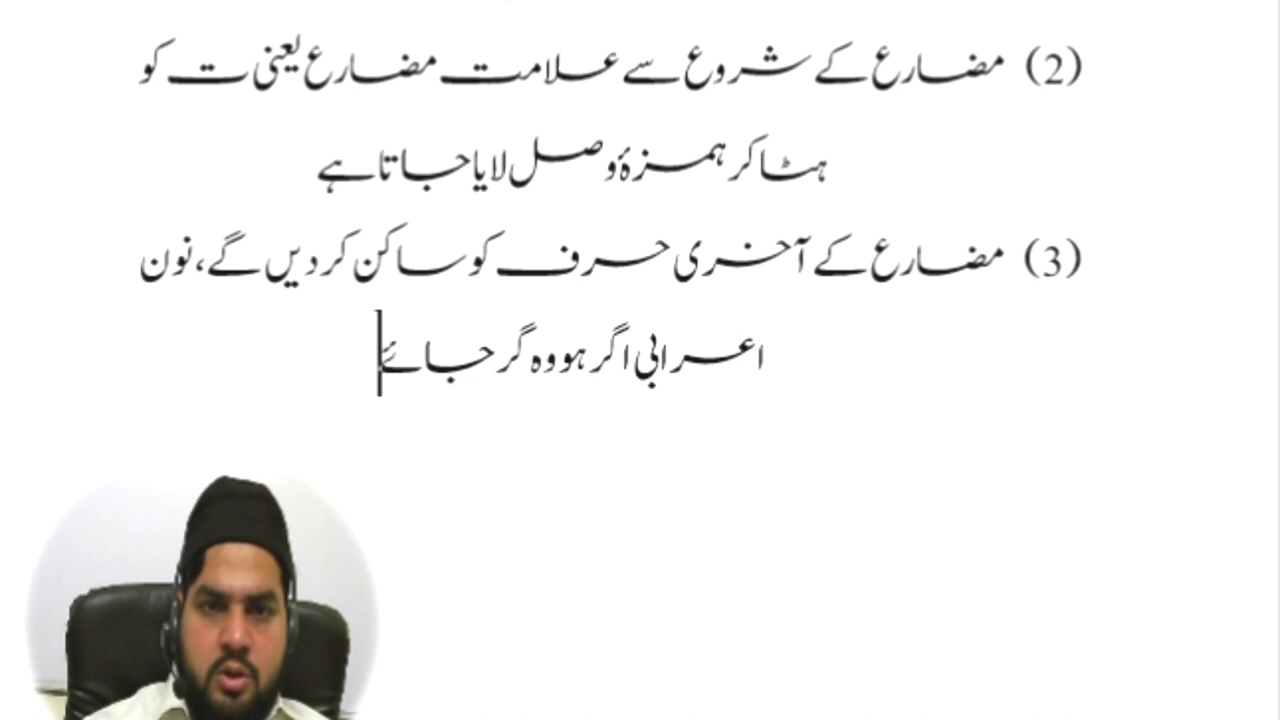 (2) مضارع کے شروع سے علامت مضارع یعنی ت کو
ہٹا کر ہمزۂ وصل لایا جاتا ہے
(3) مضارع کے آخری حرف کو ساکن کر دیں گے، نون
اعرابی اگر ہو وہ گر جائے